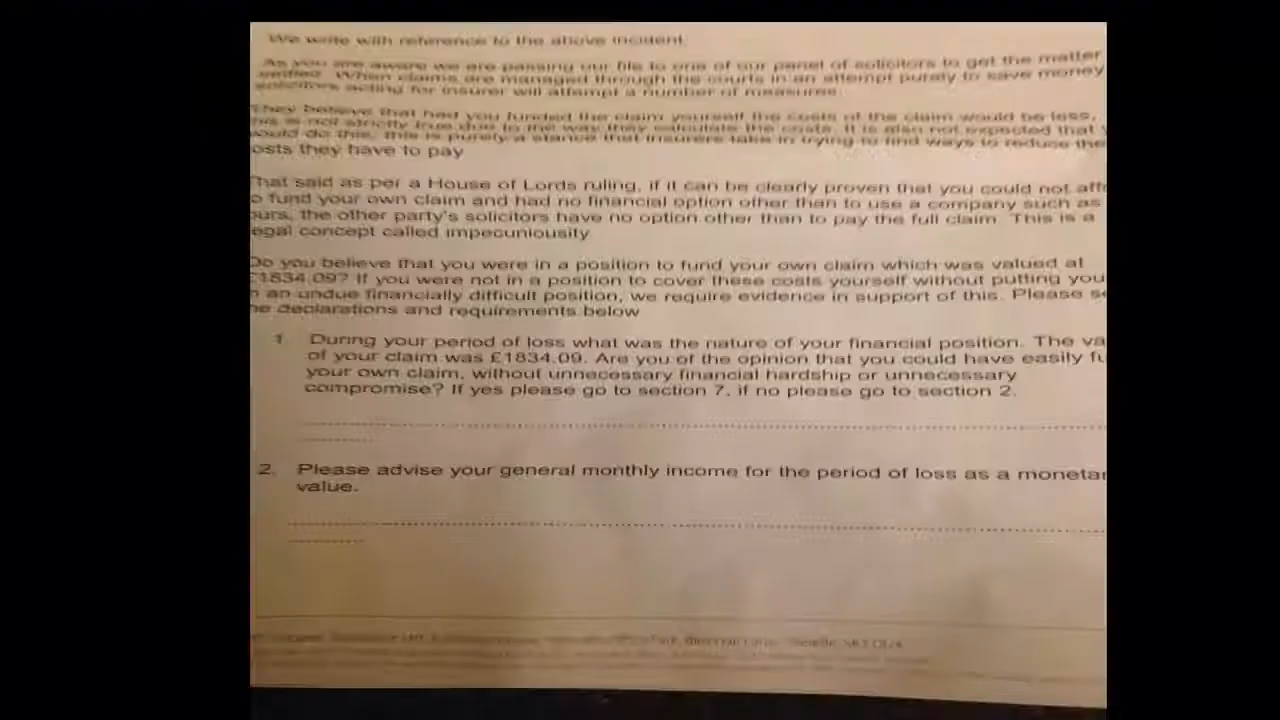 We write with reference to the above incident
As you are aware we are passing our file to one of our panel of solicitors to get the matter
settled. When claims are managed through the courts in an attempt purely to save money
solicitors acting for insurer will attempt a number of measures
They believe that had you funded the claim yourself the costs of the claim would be less,
this is not strictly true due to the way they calculate the costs. It is also not expected that
would do this, this is purely a stance that insurers take in trying to find ways to reduce the
osts they have to pay
That said as per a House of Lords ruling, if it can be clearly proven that you could not aff
o fund your own claim and had no financial option other than to use a company such as
ours, the other party's solicitors have no option other than to pay the full claim. This is a
egal concept called impecuniousity
Do you believe that you were in a position to fund your own claim which was valued at
£1834.09? If you were not in a position to cover these costs yourself without putting you
n an undue financially difficult position, we require evidence in support of this. Please se
he declarations and requirements below
1 During your period of loss what was the nature of your financial position. The va
of your claim was £1834.09. Are you of the opinion that you could have easily fu
your own claim, without unnecessary financial hardship or unnecessary
compromise? If yes please go to section 7, if no please go to section 2.
2. Please advise your general monthly income for the period of loss as a monetar
value.